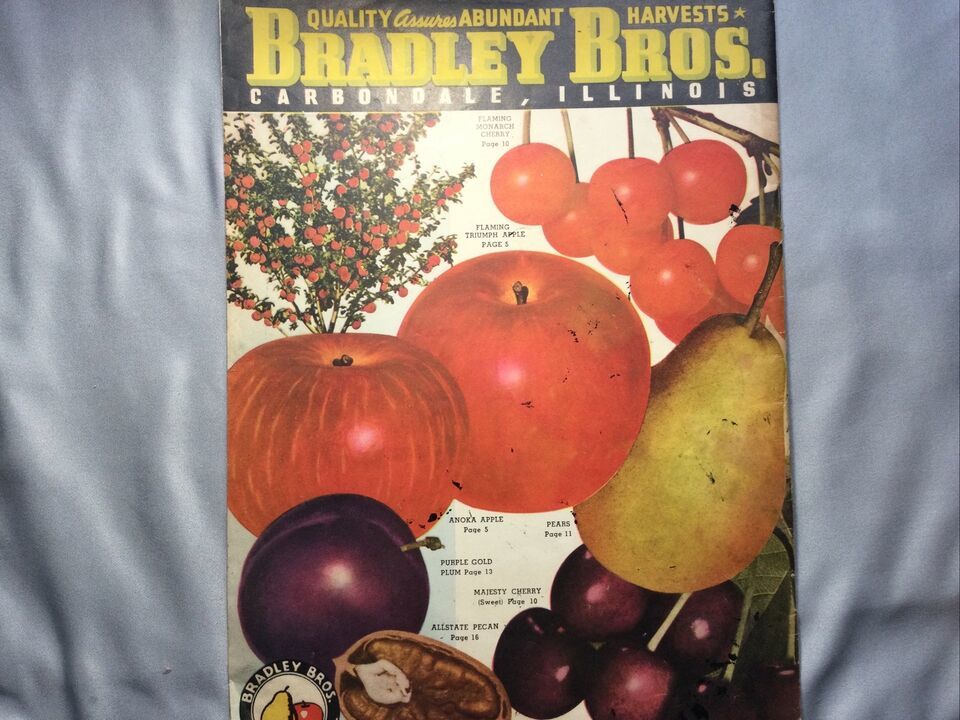 QUALITY Assures ABUNDANT HARVESTS
BRADLEY BROS.
CARBONDALE, ILLINOIS
FLAMING
MONARCH
CHERRY
Page 10
FLAMING
TRIUMPH APPLE
PAGE 5
ANOKA APPLE
Page 5
PEARS
Page 11
PURPLE GOLD
PLUM Page 13
MAJESTY CHERRY
(Sweet) Page 10
ALLSTATE PECAN
Page 16
BRADLEY BROS.